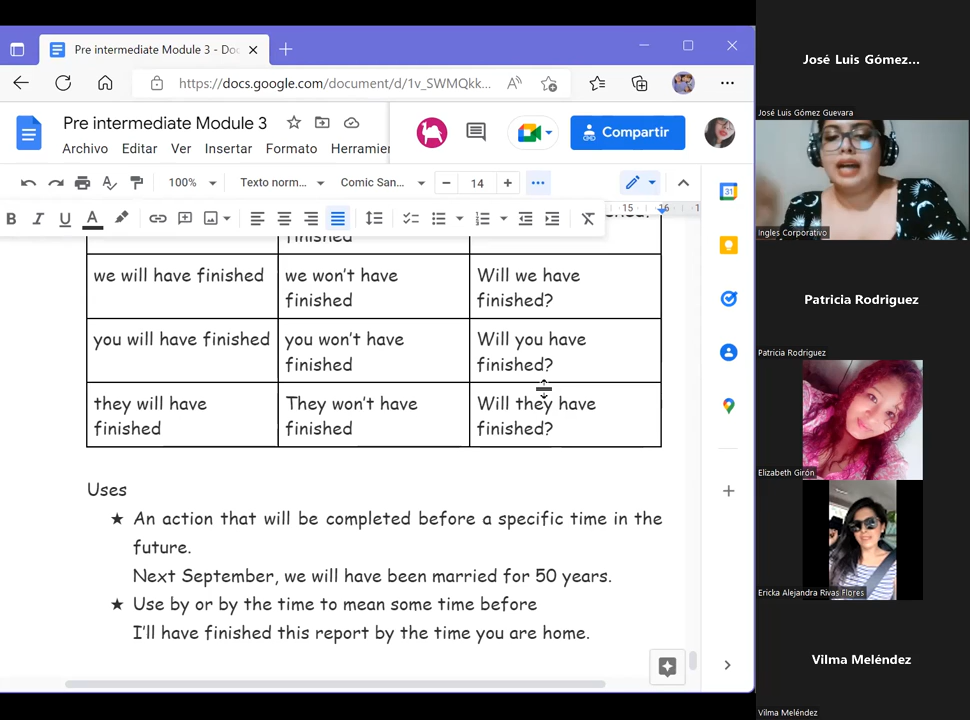 Pre intermediate Module 3 - Doc
https://docs.google.com/document/d/1v_SWMQkk...
Pre intermediate Module 3
Archivo Editar Ver Insertar Formato Herramier
Compartir
100% Texto norm... Comic San... 14
15 16 1
finished
we will have finished
we won't have
finished
Will we have
finished?
you will have finished
you won't have
finished
Will you have
finished?
they will have
finished
They won't have
finished
Will they have
finished?
Uses
★ An action that will be completed before a specific time in the
future.
Next September, we will have been married for 50 years.
★ Use by or by the time to mean some time before
I'll have finished this report by the time you are home.
José Luis Gómez...
José Luis Gómez Guevara
Ingles Corporativo
Patricia Rodriguez
Patricia Rodriguez
Elizabeth Girón
Ericka Alejandra Rivas Flores
Vilma Meléndez
Vilma Meléndez